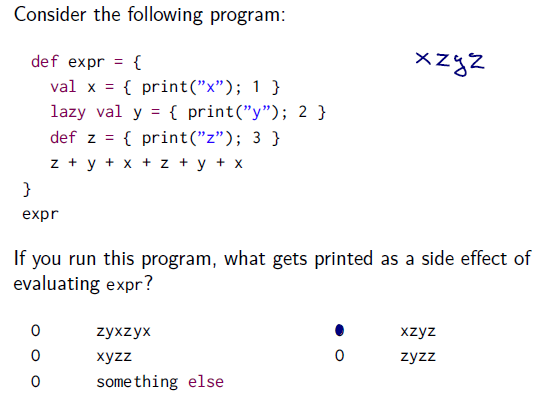 Consider the following program:
def expr = {
xzyz
val x = { print("x"); 1 }
lazy val y = { print("y"); 2 }
def z = { print("z"); 3 }
z + y + x + z + y + x
}
expr
If you run this program, what gets printed as a side effect of
evaluating expr?
O zyxzyx
xzyz
O xyzz
O zyzz
O something else